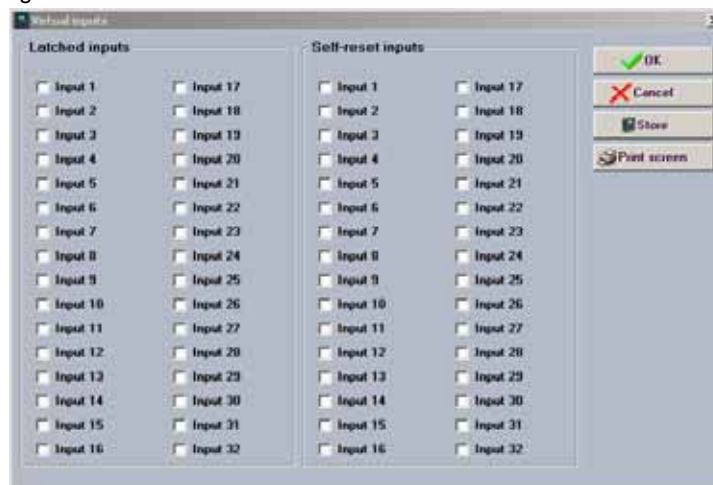 Virtual inputs
Latched inputs
Input 1
Input 2
Input 3
Input 4
Input 5
Input 6
Input 7
Input 8
Input 9
Input 10
Input 11
Input 12
Input 13
Input 14
Input 15
Input 16
Input 17
Input 18
Input 19
Input 20
Input 21
Input 22
Input 23
Input 24
Input 25
Input 26
Input 27
Input 28
Input 29
Input 30
Input 31
Input 32
Self-reset inputs
Input 1
Input 2
Input 3
Input 4
Input 5
Input 6
Input 7
Input 8
Input 9
Input 10
Input 11
Input 12
Input 13
Input 14
Input 15
Input 16
Input 17
Input 18
Input 19
Input 20
Input 21
Input 22
Input 23
Input 24
Input 25
Input 26
Input 27
Input 28
Input 29
Input 30
Input 31
Input 32
OK
Cancel
Store
Print screen